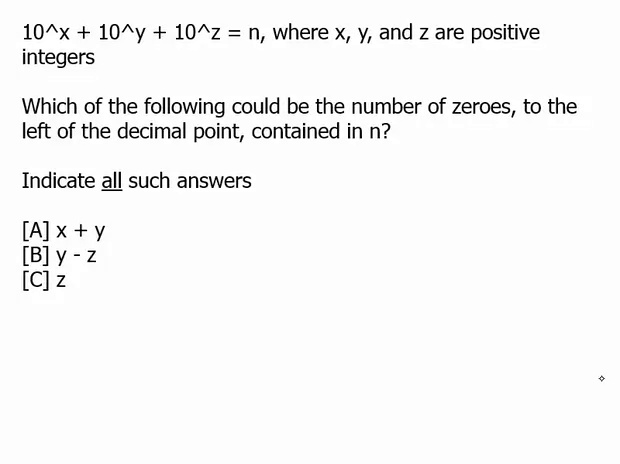 10^x + 10^y + 10^z = n, where x, y, and z are positive
integers
Which of the following could be the number of zeroes, to the
left of the decimal point, contained in n?
Indicate all such answers
[A] x + y
[B] y - z
[C] z